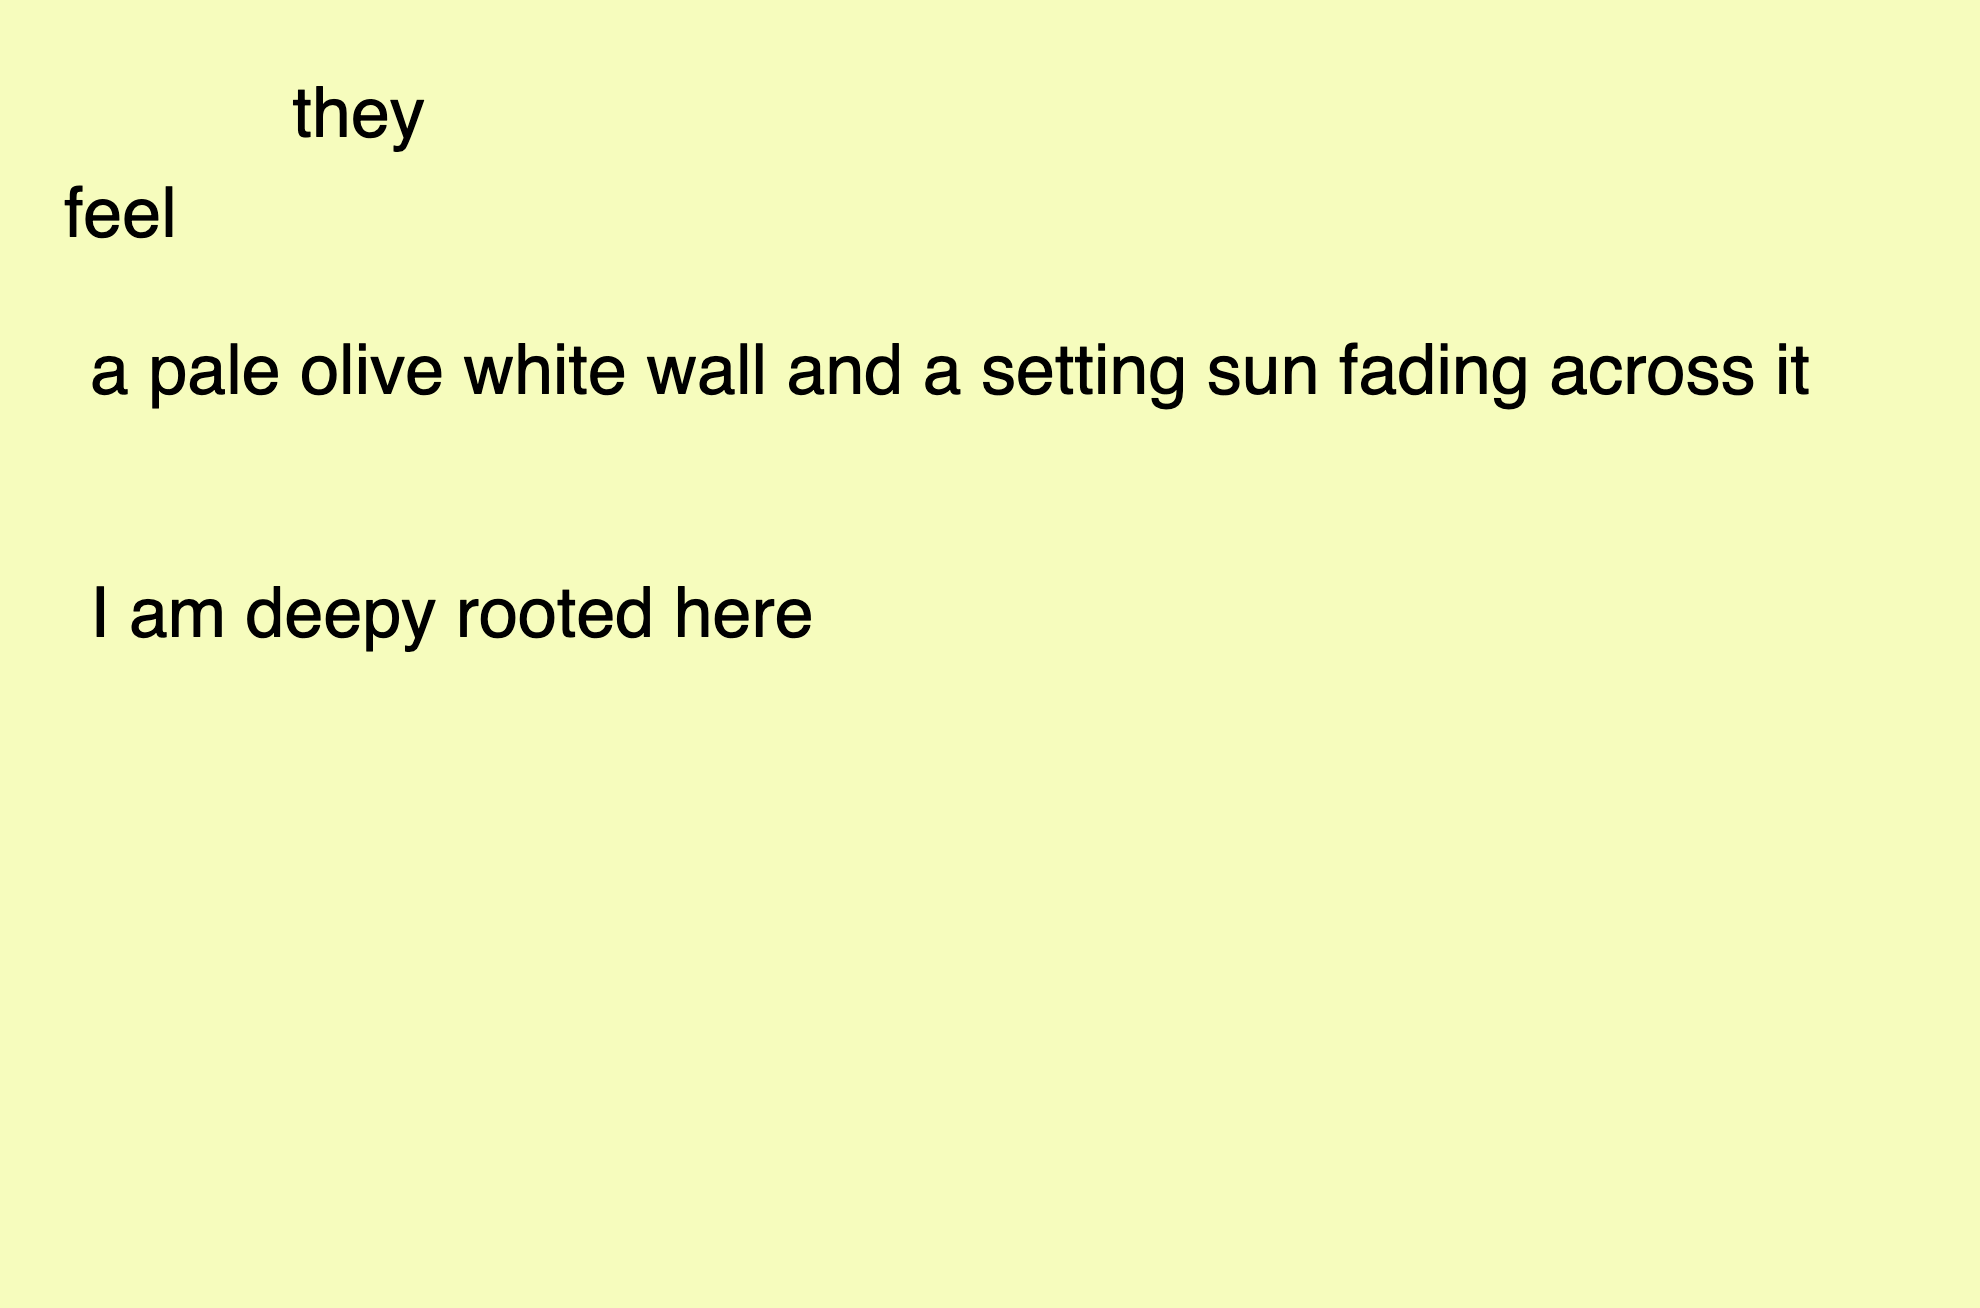 they
feel
a pale olive white wall and a setting sun fading across it
I am deepy rooted here